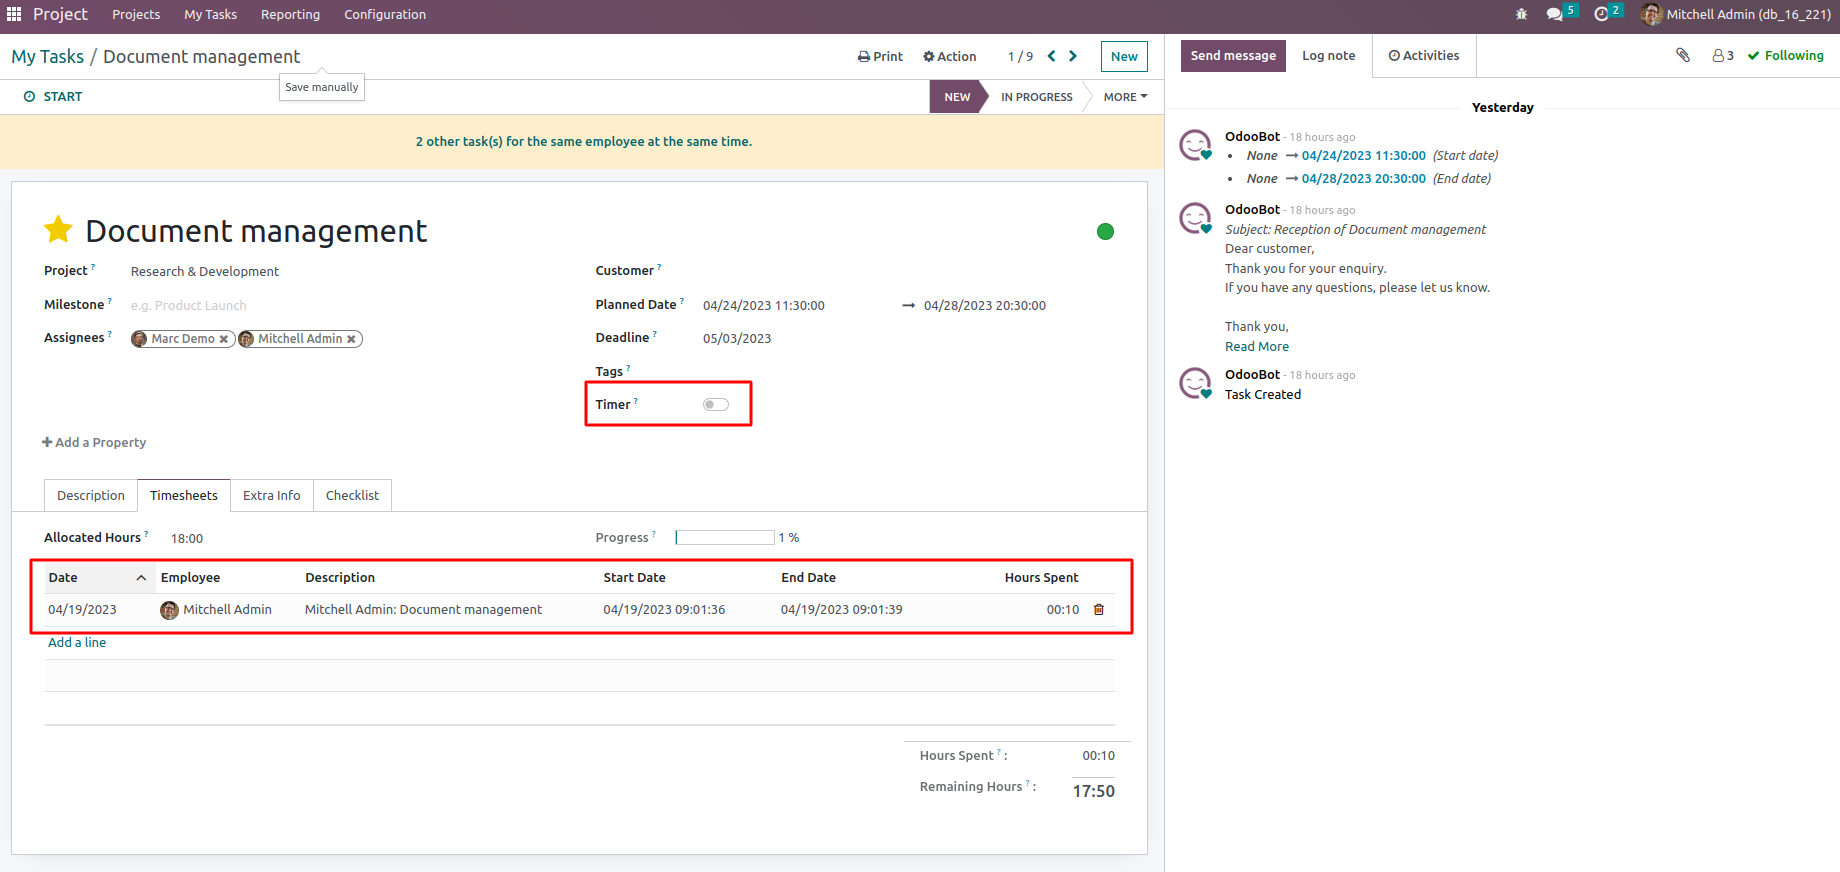 Project Projects My Tasks Reporting Configuration 5 2 Mitchell Admin (db_16_221)
My Tasks / Document management Print Action 1 / 9 New
Save manually
START NEW IN PROGRESS MORE
2 other task(s) for the same employee at the same time.
Document management
Project ? Research & Development Customer ?
Milestone ? e.g. Product Launch Planned Date ? 04/24/2023 11:30:00 → 04/28/2023 20:30:00
Assignees ? Marc Demo × Mitchell Admin × Deadline ? 05/03/2023
Tags ?
Timer ?
+ Add a Property
Description Timesheets Extra Info Checklist
Allocated Hours ? 18:00 Progress ? 1 %
Date Employee Description Start Date End Date Hours Spent
04/19/2023 Mitchell Admin Mitchell Admin: Document management 04/19/2023 09:01:36 04/19/2023 09:01:39 00:10
Add a line
Hours Spent ? : 00:10
Remaining Hours ? : 17:50
Send message Log note Activities 3 Following
Yesterday
OdooBot - 18 hours ago
• None → 04/24/2023 11:30:00 (Start date)
• None → 04/28/2023 20:30:00 (End date)
OdooBot - 18 hours ago
Subject: Reception of Document management
Dear customer,
Thank you for your enquiry.
If you have any questions, please let us know.
Thank you,
Read More
OdooBot - 18 hours ago
Task Created